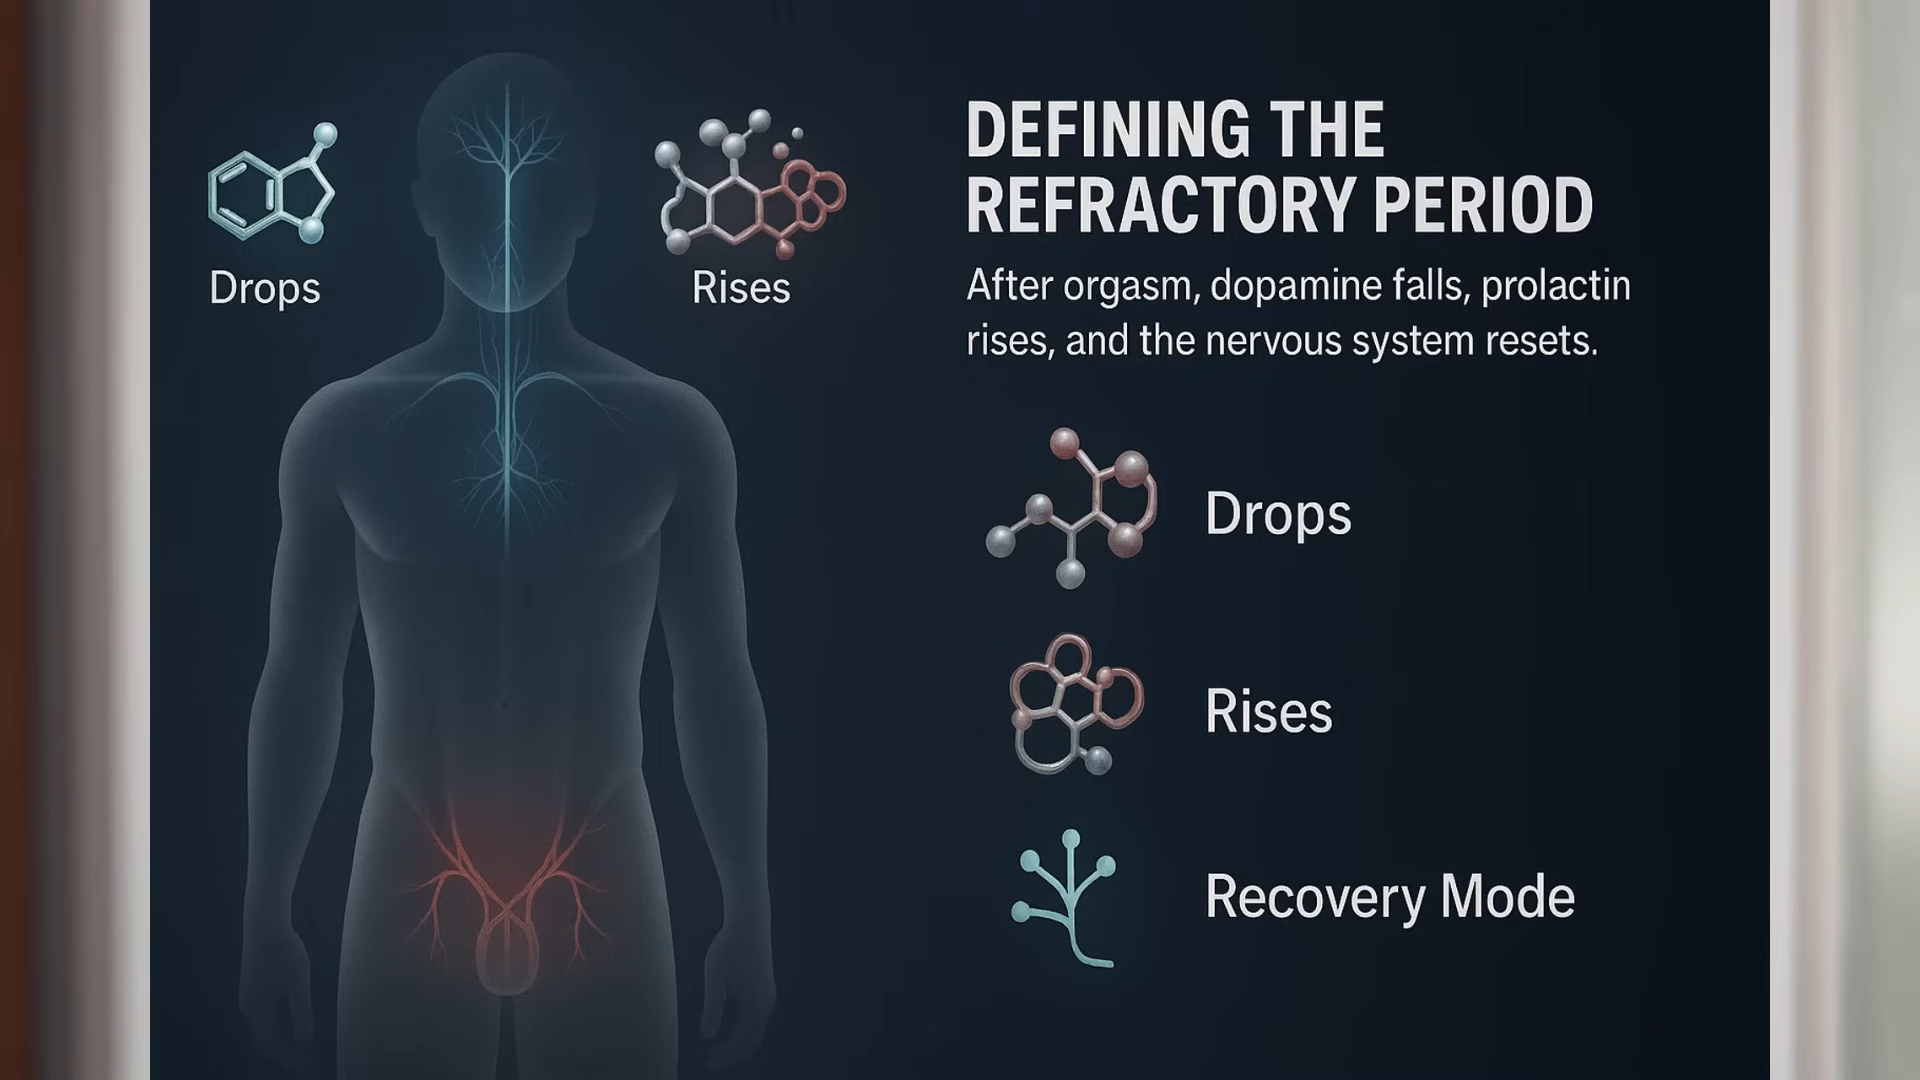 Drops
Rises
DEFINING THE
REFRACTORY PERIOD
After orgasm, dopamine falls, prolactin
rises, and the nervous system resets.
Drops
Rises
Recovery Mode